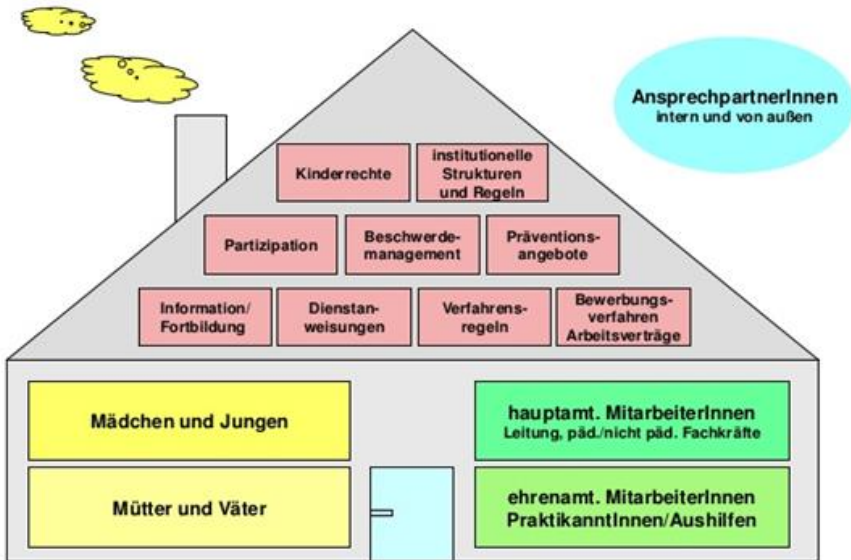 AnsprechpartnerInnen
intern und von außen
Kinderrechte
institutionelle
Strukturen
und Regeln
Partizipation
Beschwerde-
management
Präventions-
angebote
Information/
Fortbildung
Dienstan-
weisungen
Verfahrens-
regeln
Bewerbungs-
verfahren
Arbeitsverträge
Mädchen und Jungen
hauptamt. MitarbeiterInnen
Leitung, päd./nicht päd. Fachkräfte
Mütter und Väter
ehrenamt. MitarbeiterInnen
PraktikanntInnen/Aushilfen